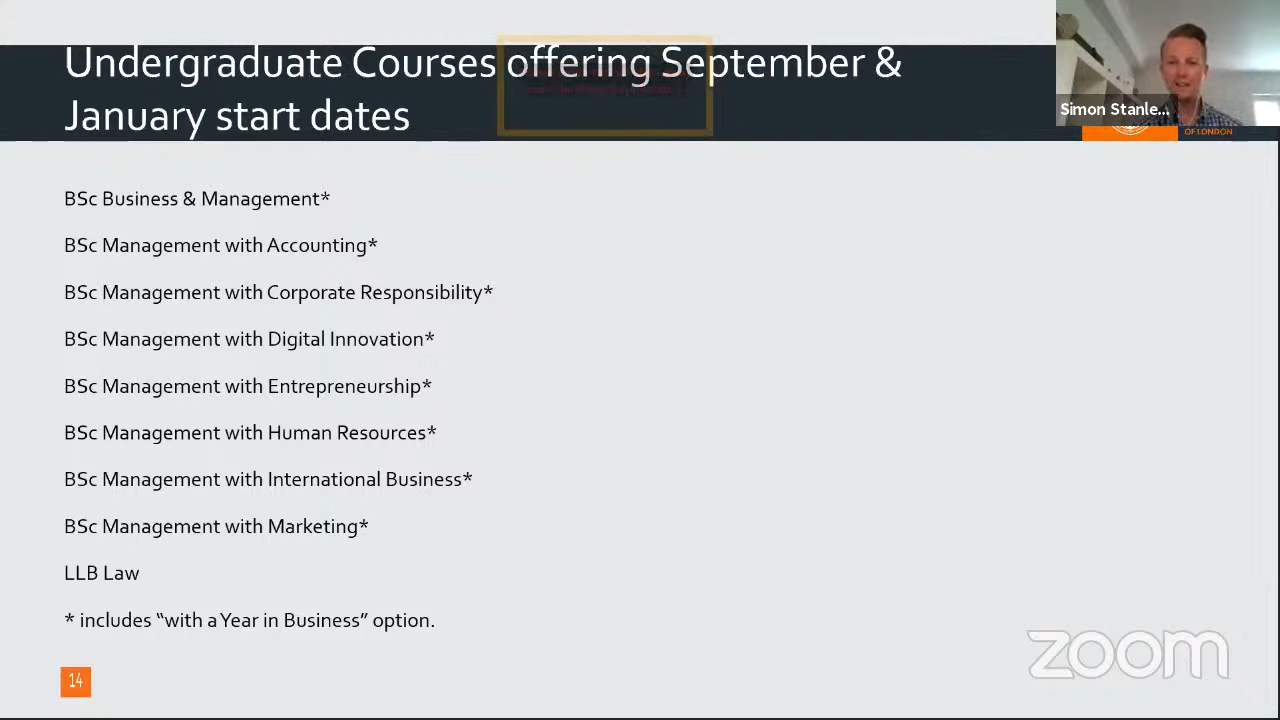 Undergraduate Courses offering September &
January start dates
Simon Stanle...
OF LONDON
BSc Business & Management*
BSc Management with Accounting*
BSc Management with Corporate Responsibility*
BSc Management with Digital Innovation*
BSc Management with Entrepreneurship*
BSc Management with Human Resources*
BSc Management with International Business*
BSc Management with Marketing*
LLB Law
* includes “with a Year in Business” option.
14
zoom